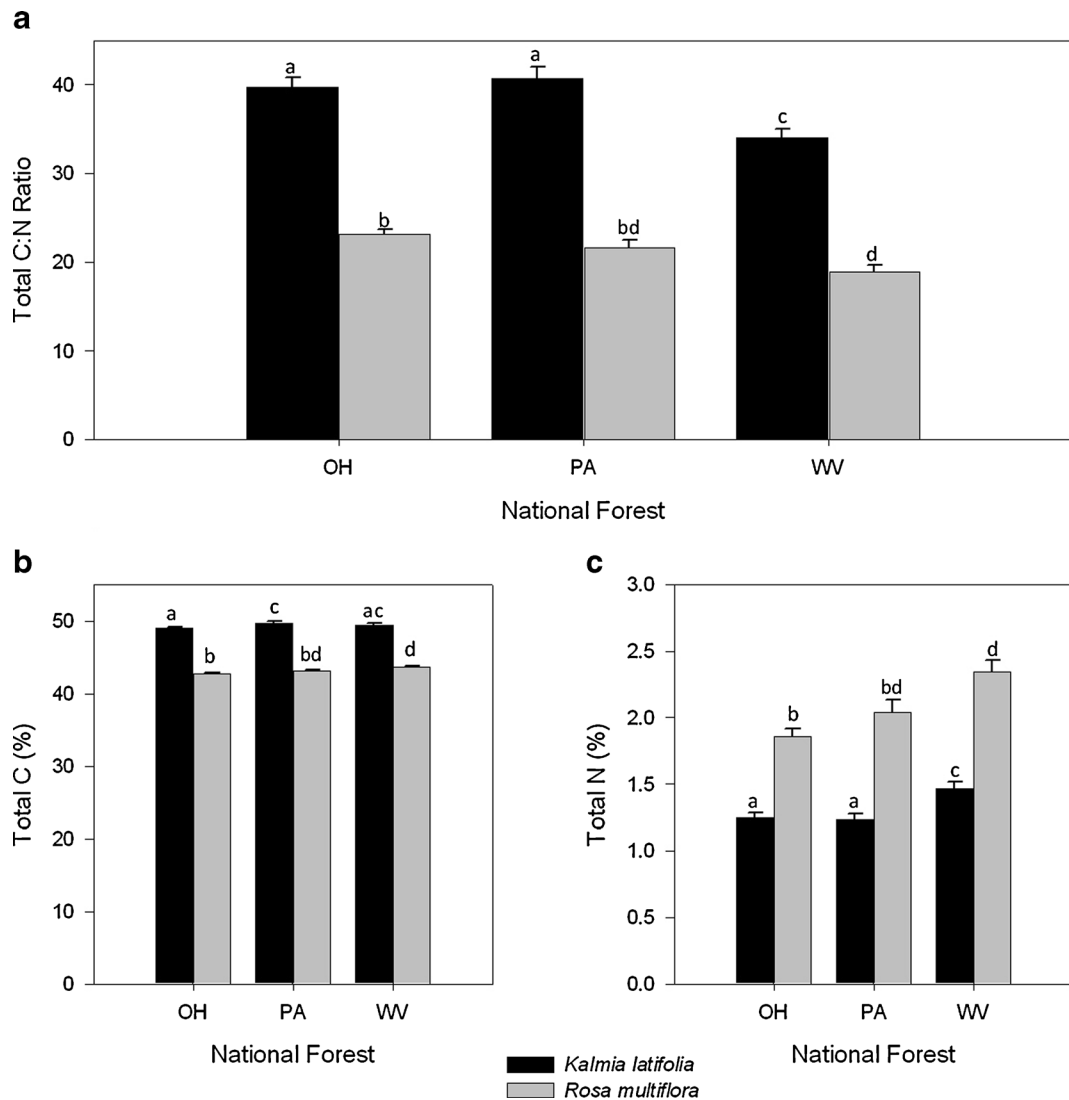 a
Total C:N Ratio
40
30
20
10
0
a
b
a
bd
c
d
OH
PA
WV
National Forest
b
Total C (%)
50
40
30
20
10
0
a
b
c
bd
ac
d
OH
PA
WV
National Forest
c
Total N (%)
3.0
2.5
2.0
1.5
1.0
0.5
0.0
a
b
a
bd
c
d
OH
PA
WV
National Forest
Kalmia latifolia
Rosa multiflora